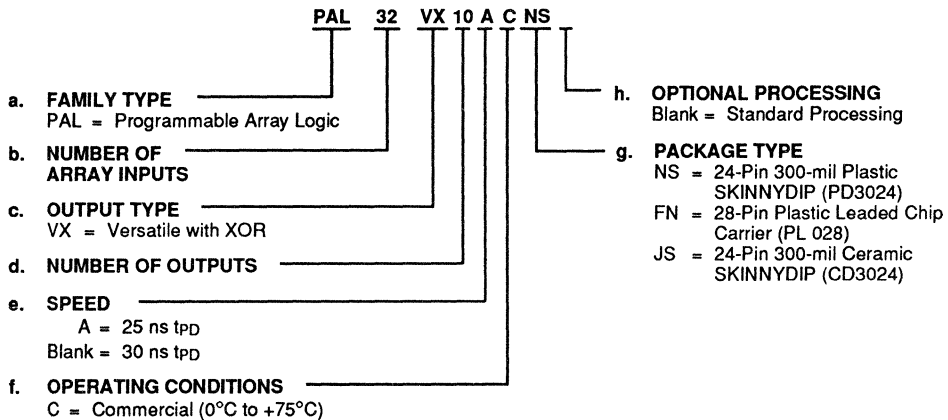 PAL 32 VX 10 A C NS
a. FAMILY TYPE
PAL = Programmable Array Logic
b. NUMBER OF
ARRAY INPUTS
c. OUTPUT TYPE
VX = Versatile with XOR
d. NUMBER OF OUTPUTS
e. SPEED
A = 25 ns tPD
Blank = 30 ns tPD
f. OPERATING CONDITIONS
C = Commercial (0°C to +75°C)
h. OPTIONAL PROCESSING
Blank = Standard Processing
g. PACKAGE TYPE
NS = 24-Pin 300-mil Plastic
SKINNYDIP (PD3024)
FN = 28-Pin Plastic Leaded Chip
Carrier (PL 028)
JS = 24-Pin 300-mil Ceramic
SKINNYDIP (CD3024)